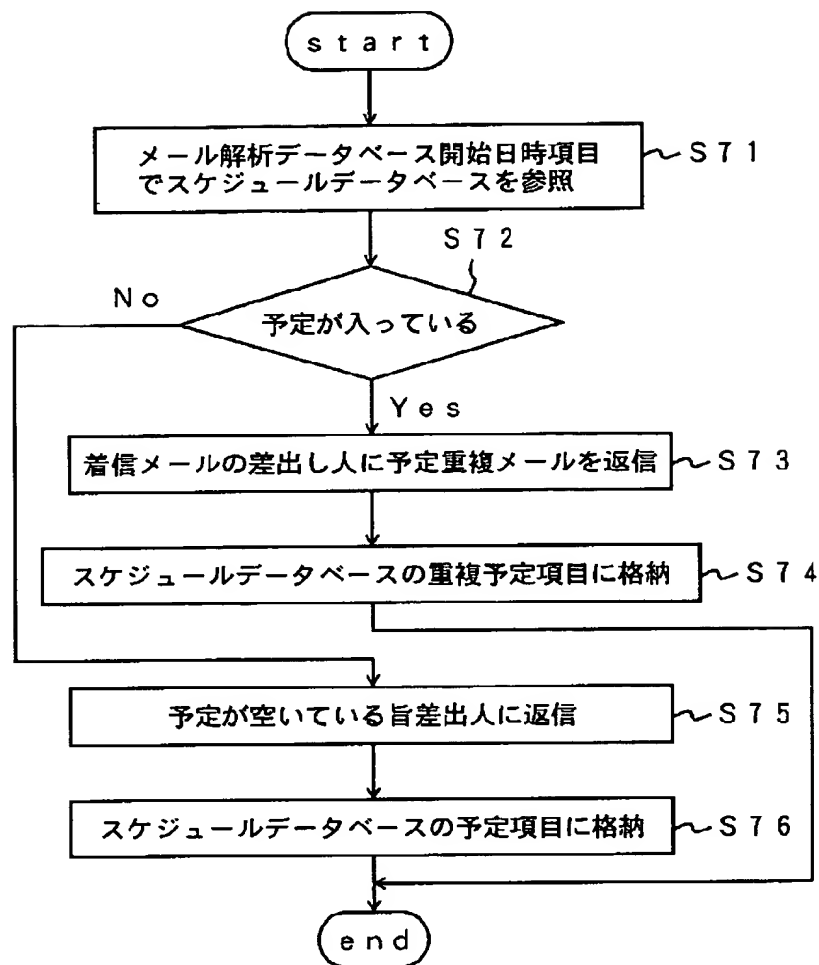 start
メール解析データベース開始日時項目
でスケジュールデータベースを参照
S71
S72
No
予定が入っている
Yes
着信メールの差出し人に予定重複メールを返信
S73
スケジュールデータベースの重複予定項目に格納
S74
予定が空いている旨差出人に返信
S75
スケジュールデータベースの予定項目に格納
S76
end